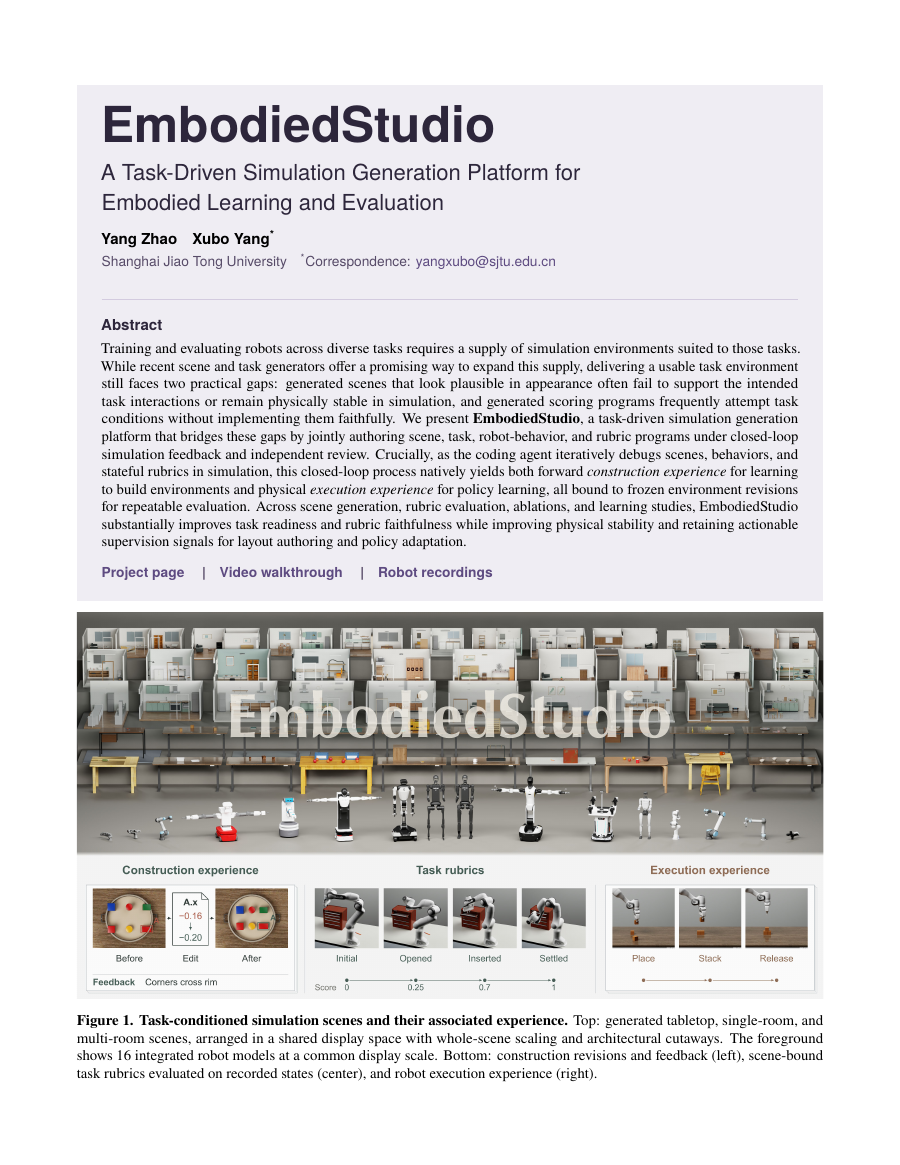 EmbodiedStudio
A Task-Driven Simulation Generation Platform for
Embodied Learning and Evaluation
Yang Zhao Xubo Yang*
Shanghai Jiao Tong University *Correspondence: yangxubo@sjtu.edu.cn
Abstract
Training and evaluating robots across diverse tasks requires a supply of simulation environments suited to those tasks.
While recent scene and task generators offer a promising way to expand this supply, delivering a usable task environment
still faces two practical gaps: generated scenes that look plausible in appearance often fail to support the intended
task interactions or remain physically stable in simulation, and generated scoring programs frequently attempt task
conditions without implementing them faithfully. We present EmbodiedStudio, a task-driven simulation generation
platform that bridges these gaps by jointly authoring scene, task, robot-behavior, and rubric programs under closed-loop
simulation feedback and independent review. Crucially, as the coding agent iteratively debugs scenes, behaviors, and
stateful rubrics in simulation, this closed-loop process natively yields both forward construction experience for learning
to build environments and physical execution experience for policy learning, all bound to frozen environment revisions
for repeatable evaluation. Across scene generation, rubric evaluation, ablations, and learning studies, EmbodiedStudio
substantially improves task readiness and rubric faithfulness while improving physical stability and retaining actionable
supervision signals for layout authoring and policy adaptation.
Project page | Video walkthrough | Robot recordings
EmbodiedStudio
Construction experience
A.x
−0.16
↓
−0.20
Before Edit After
Feedback Corners cross rim
Task rubrics
Initial Opened Inserted Settled
Score 0 0.25 0.7 1
Execution experience
Place Stack Release
Figure 1. Task-conditioned simulation scenes and their associated experience. Top: generated tabletop, single-room, and
multi-room scenes, arranged in a shared display space with whole-scene scaling and architectural cutaways. The foreground
shows 16 integrated robot models at a common display scale. Bottom: construction revisions and feedback (left), scene-bound
task rubrics evaluated on recorded states (center), and robot execution experience (right).